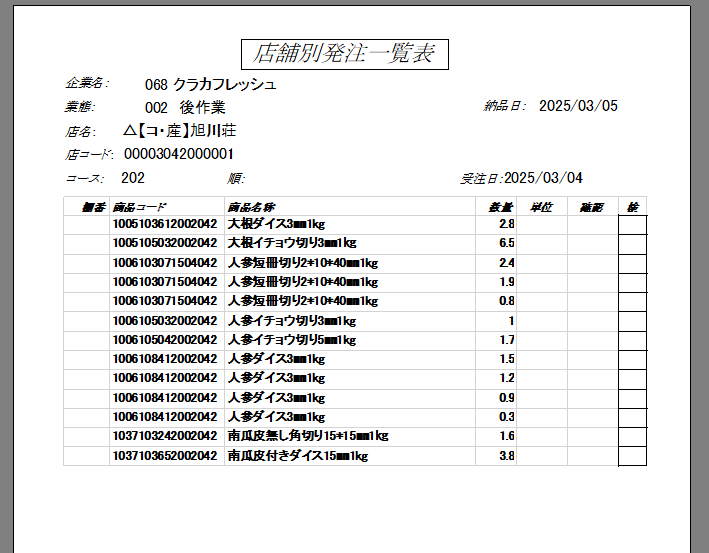 店舗別発注一覧表
企業名: 068 クラカフレッシュ
業態: 002 後作業 納品日: 2025/03/05
店名: △【コ・産】旭川荘
店コード: 00003042000001
コース: 202 順: 受注日:2025/03/04
棚番 商品コード 商品名称 数量 単位 確認 検
1005103612002042 大根ダイス3mm1kg 2.8
1005105032002042 大根イチョウ切り3mm1kg 6.5
1006103071504042 人参短冊切り2*10*40mm1kg 2.4
1006103071504042 人参短冊切り2*10*40mm1kg 1.9
1006103071504042 人参短冊切り2*10*40mm1kg 0.8
1006105032002042 人参イチョウ切り3mm1kg 1
1006105042002042 人参イチョウ切り5mm1kg 1.7
1006108412002042 人参ダイス3mm1kg 1.5
1006108412002042 人参ダイス3mm1kg 1.2
1006108412002042 人参ダイス3mm1kg 0.9
1006108412002042 人参ダイス3mm1kg 0.3
1037103242002042 南瓜皮無し角切り15*15mm1kg 1.6
1037103652002042 南瓜皮付きダイス15mm1kg 3.8